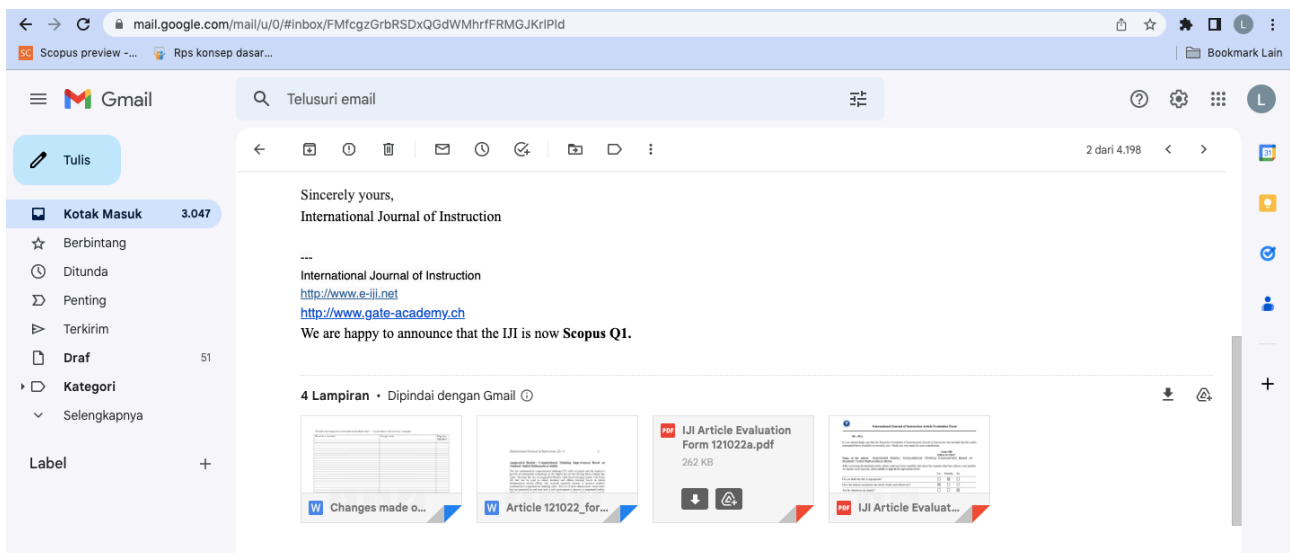 mail.google.com/mail/u/0/#inbox/FMfcgzGrbRSDxQGdWMhrfFRMGJKrlPld
L
SC Scopus preview -... Rps konsep dasar...
Bookmark Lain
Gmail
Telusuri email
L
Tulis
2 dari 4.198
31
Sincerely yours,
International Journal of Instruction
Kotak Masuk 3.047
Berbintang
Ditunda
Penting
Terkirim
Draf 51
Kategori
Selengkapnya
Label
---
International Journal of Instruction
http://www.e-iji.net
http://www.gate-academy.ch
We are happy to announce that the IJI is now Scopus Q1.
4 Lampiran • Dipindai dengan Gmail
W Changes made o...
W Article 121022_for...
PDF IJI Article Evaluation
Form 121022a.pdf
262 KB
International Journal of Instruction Article Evaluation Form
PDF IJI Article Evaluat...